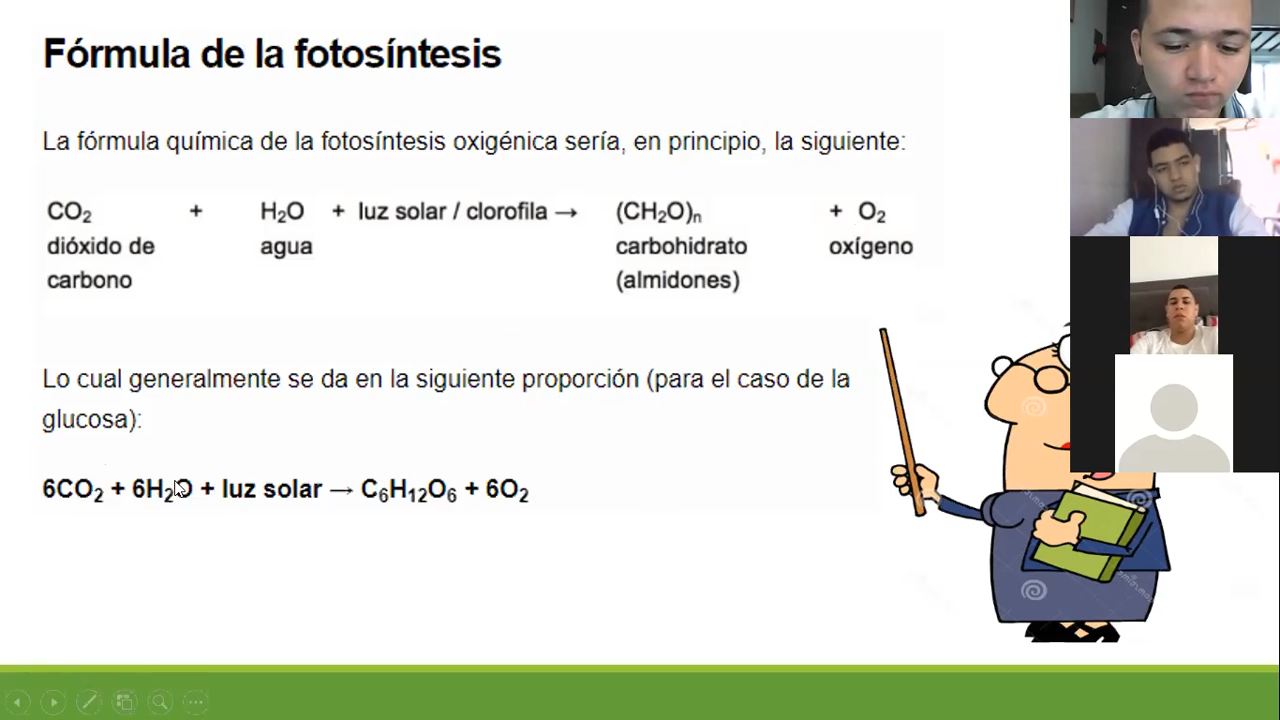 Fórmula de la fotosíntesis
La fórmula química de la fotosíntesis oxigénica sería, en principio, la siguiente:
CO₂ + H₂O + luz solar / clorofila → (CH₂O)ₙ + O₂
dióxido de agua carbohidrato oxígeno
carbono (almidones)
Lo cual generalmente se da en la siguiente proporción (para el caso de la
glucosa):
6CO₂ + 6H₂O + luz solar → C₆H₁₂O₆ + 6O₂